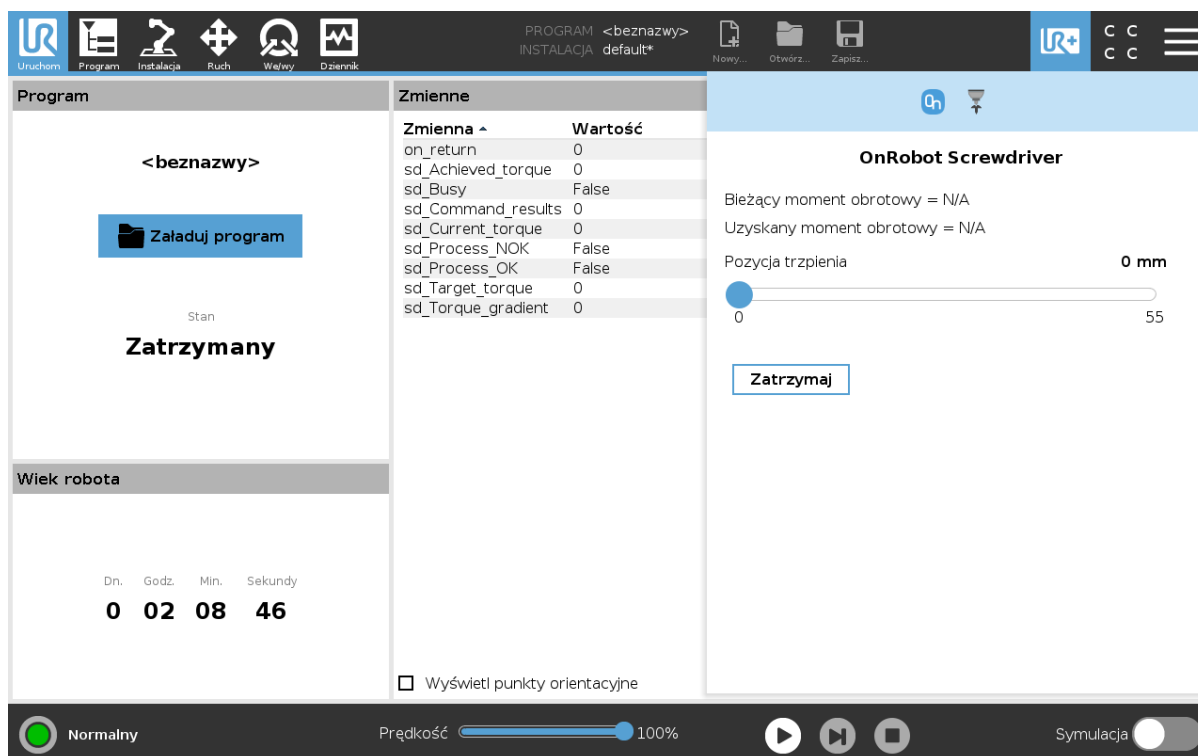 UR
Uruchom
Program
Instalacja
Ruch
We/wy
Dziennik
PROGRAM <beznazwy>
INSTALACJA default*
Nowy...
Otwórz...
Zapisz...
UR+
C C
C C
Program
<beznazwy>
Załaduj program
Stan
Zatrzymany
Wiek robota
Dn. Godz. Min. Sekundy
0 02 08 46
Zmienne
Zmienna Wartość
on_return 0
sd_Achieved_torque 0
sd_Busy False
sd_Command_results 0
sd_Current_torque 0
sd_Process_NOK False
sd_Process_OK False
sd_Target_torque 0
sd_Torque_gradient 0
Wyświetl punkty orientacyjne
On
OnRobot Screwdriver
Bieżący moment obrotowy = N/A
Uzyskany moment obrotowy = N/A
Pozycja trzpienia 0 mm
0 55
Zatrzymaj
Normalny
Prędkość 100%
Symulacja